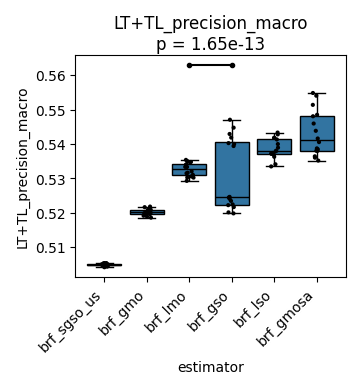 LT+TL_precision_macro
p = 1.65e-13
LT+TL_precision_macro
0.56
0.55
0.54
0.53
0.52
0.51
brf_sgso_us
brf_gmo
brf_lmo
brf_gso
brf_lso
brf_gmosa
estimator